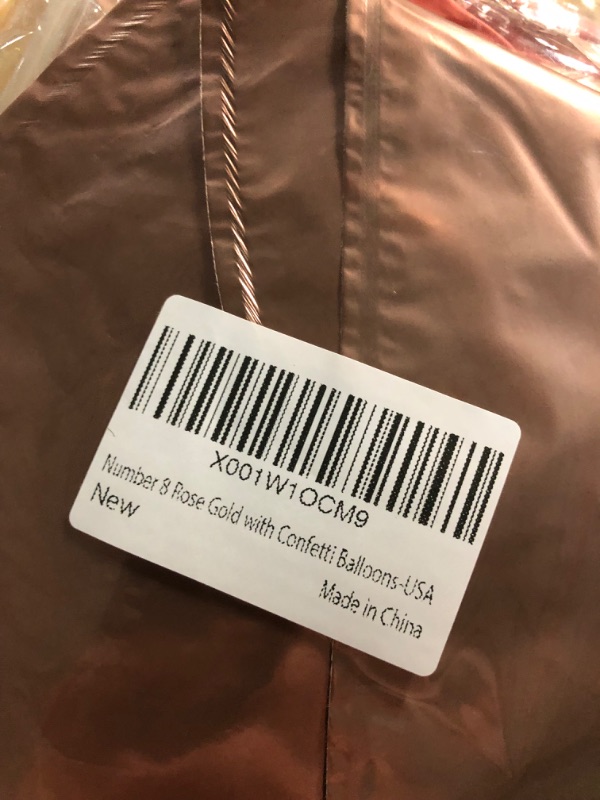 X001W1OCM9
Number 8 Rose Gold with Confetti Balloons-USA
New
Made in China